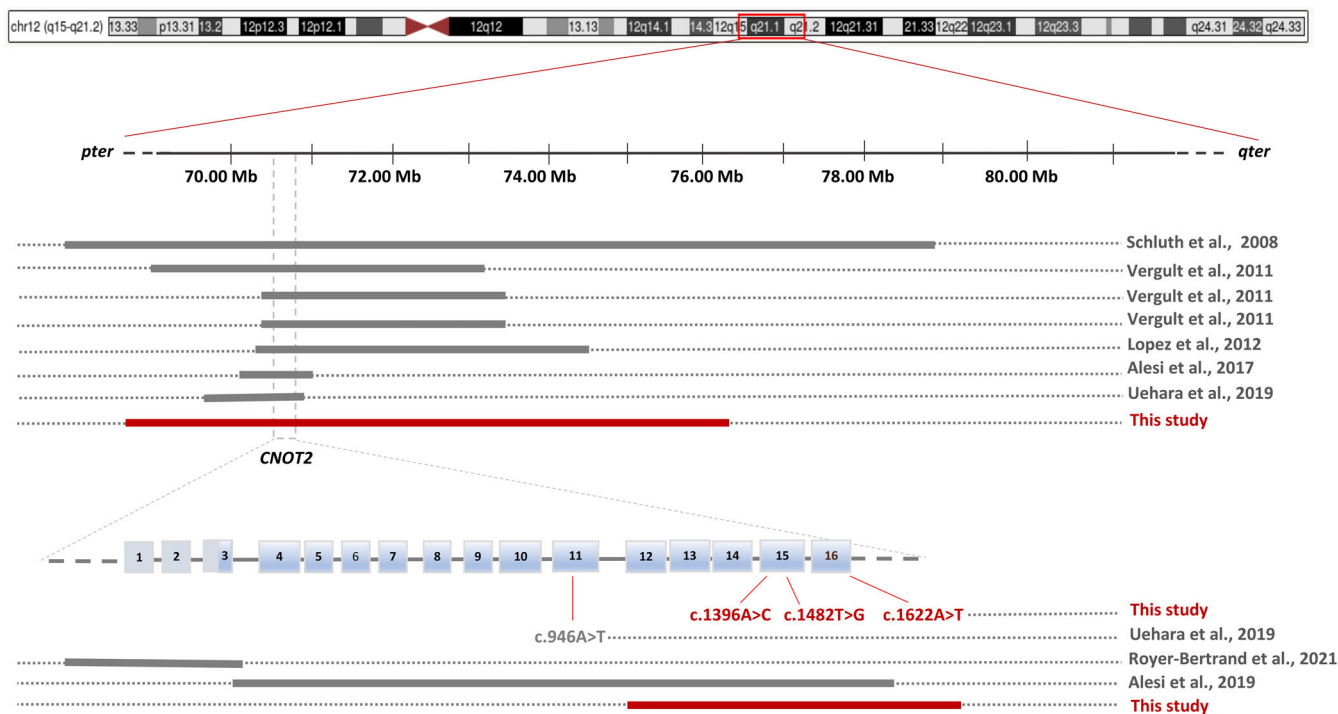 chr12 (q15-q21.2) 13.33 p13.31 13.2 12p12.3 12p12.1 12q12 13.13 12q14.1 14.3 12q15 q21.1 q21.2 12q21.31 21.33 12q22 12q23.1 12q23.3 q24.31 24.32 q24.33
pter qter
70.00 Mb 72.00 Mb 74.00 Mb 76.00 Mb 78.00 Mb 80.00 Mb
Schluth et al., 2008
Vergult et al., 2011
Vergult et al., 2011
Vergult et al., 2011
Lopez et al., 2012
Alesi et al., 2017
Uehara et al., 2019
This study
CNOT2
1 2 3 4 5 6 7 8 9 10 11 12 13 14 15 16
c.1396A>C c.1482T>G c.1622A>T This study
c.946A>T Uehara et al., 2019
Royer-Bertrand et al., 2021
Alesi et al., 2019
This study